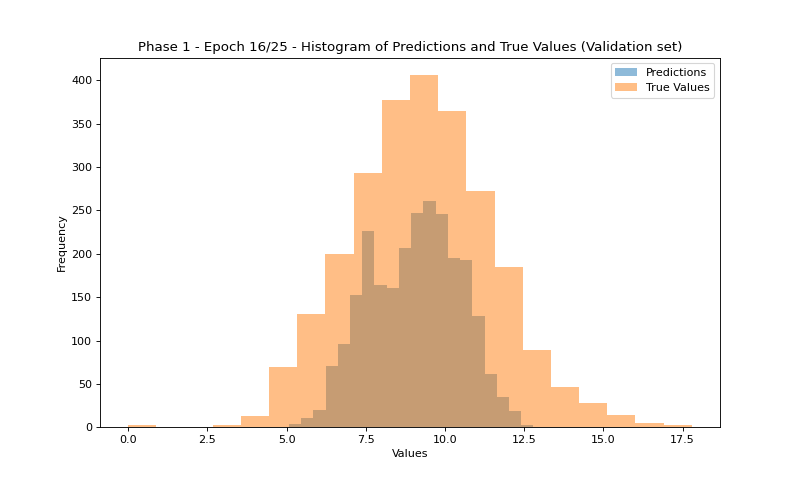 Phase 1 - Epoch 16/25 - Histogram of Predictions and True Values (Validation set)
Predictions
True Values
400
350
300
250
200
150
100
50
0
Frequency
0.0 2.5 5.0 7.5 10.0 12.5 15.0 17.5
Values